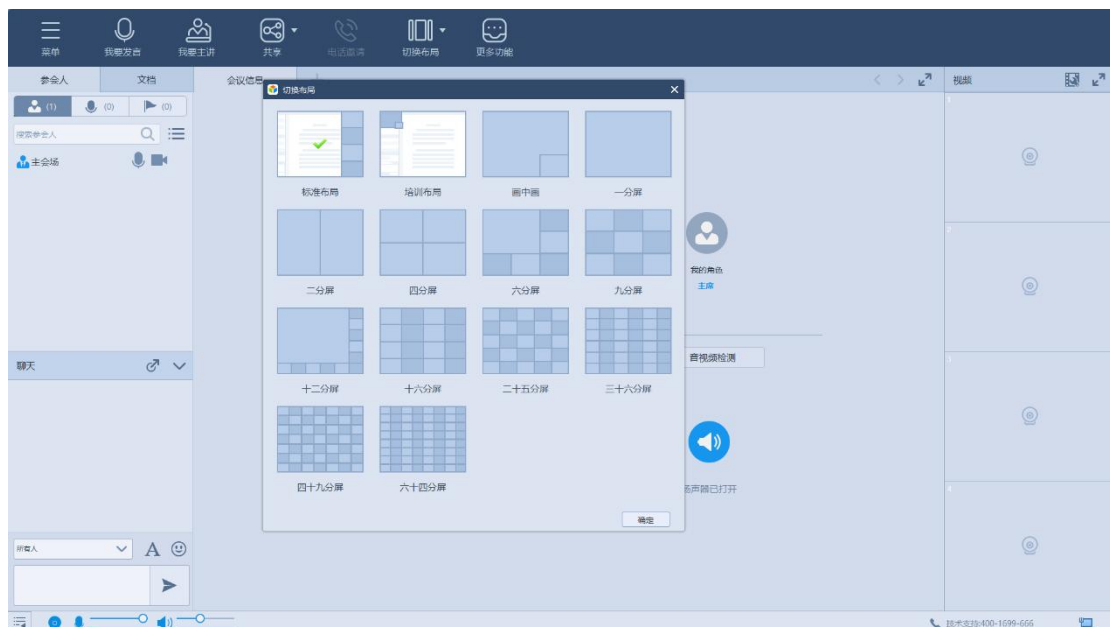 菜单 我要发言 我要主讲 共享 电话邀请 切换布局 更多功能
参会人 文档 会议信息 视频
切换布局
(1) (0) (0)
搜索参会人
主会场
标准布局 培训布局 画中画 一分屏
二分屏 四分屏 六分屏 九分屏
十二分屏 十六分屏 二十五分屏 三十六分屏
四十九分屏 六十四分屏
确定
我的角色
主席
音视频检测
扬声器已打开
1
2
3
4
聊天
所有人
A
技术支持:400-1699-666